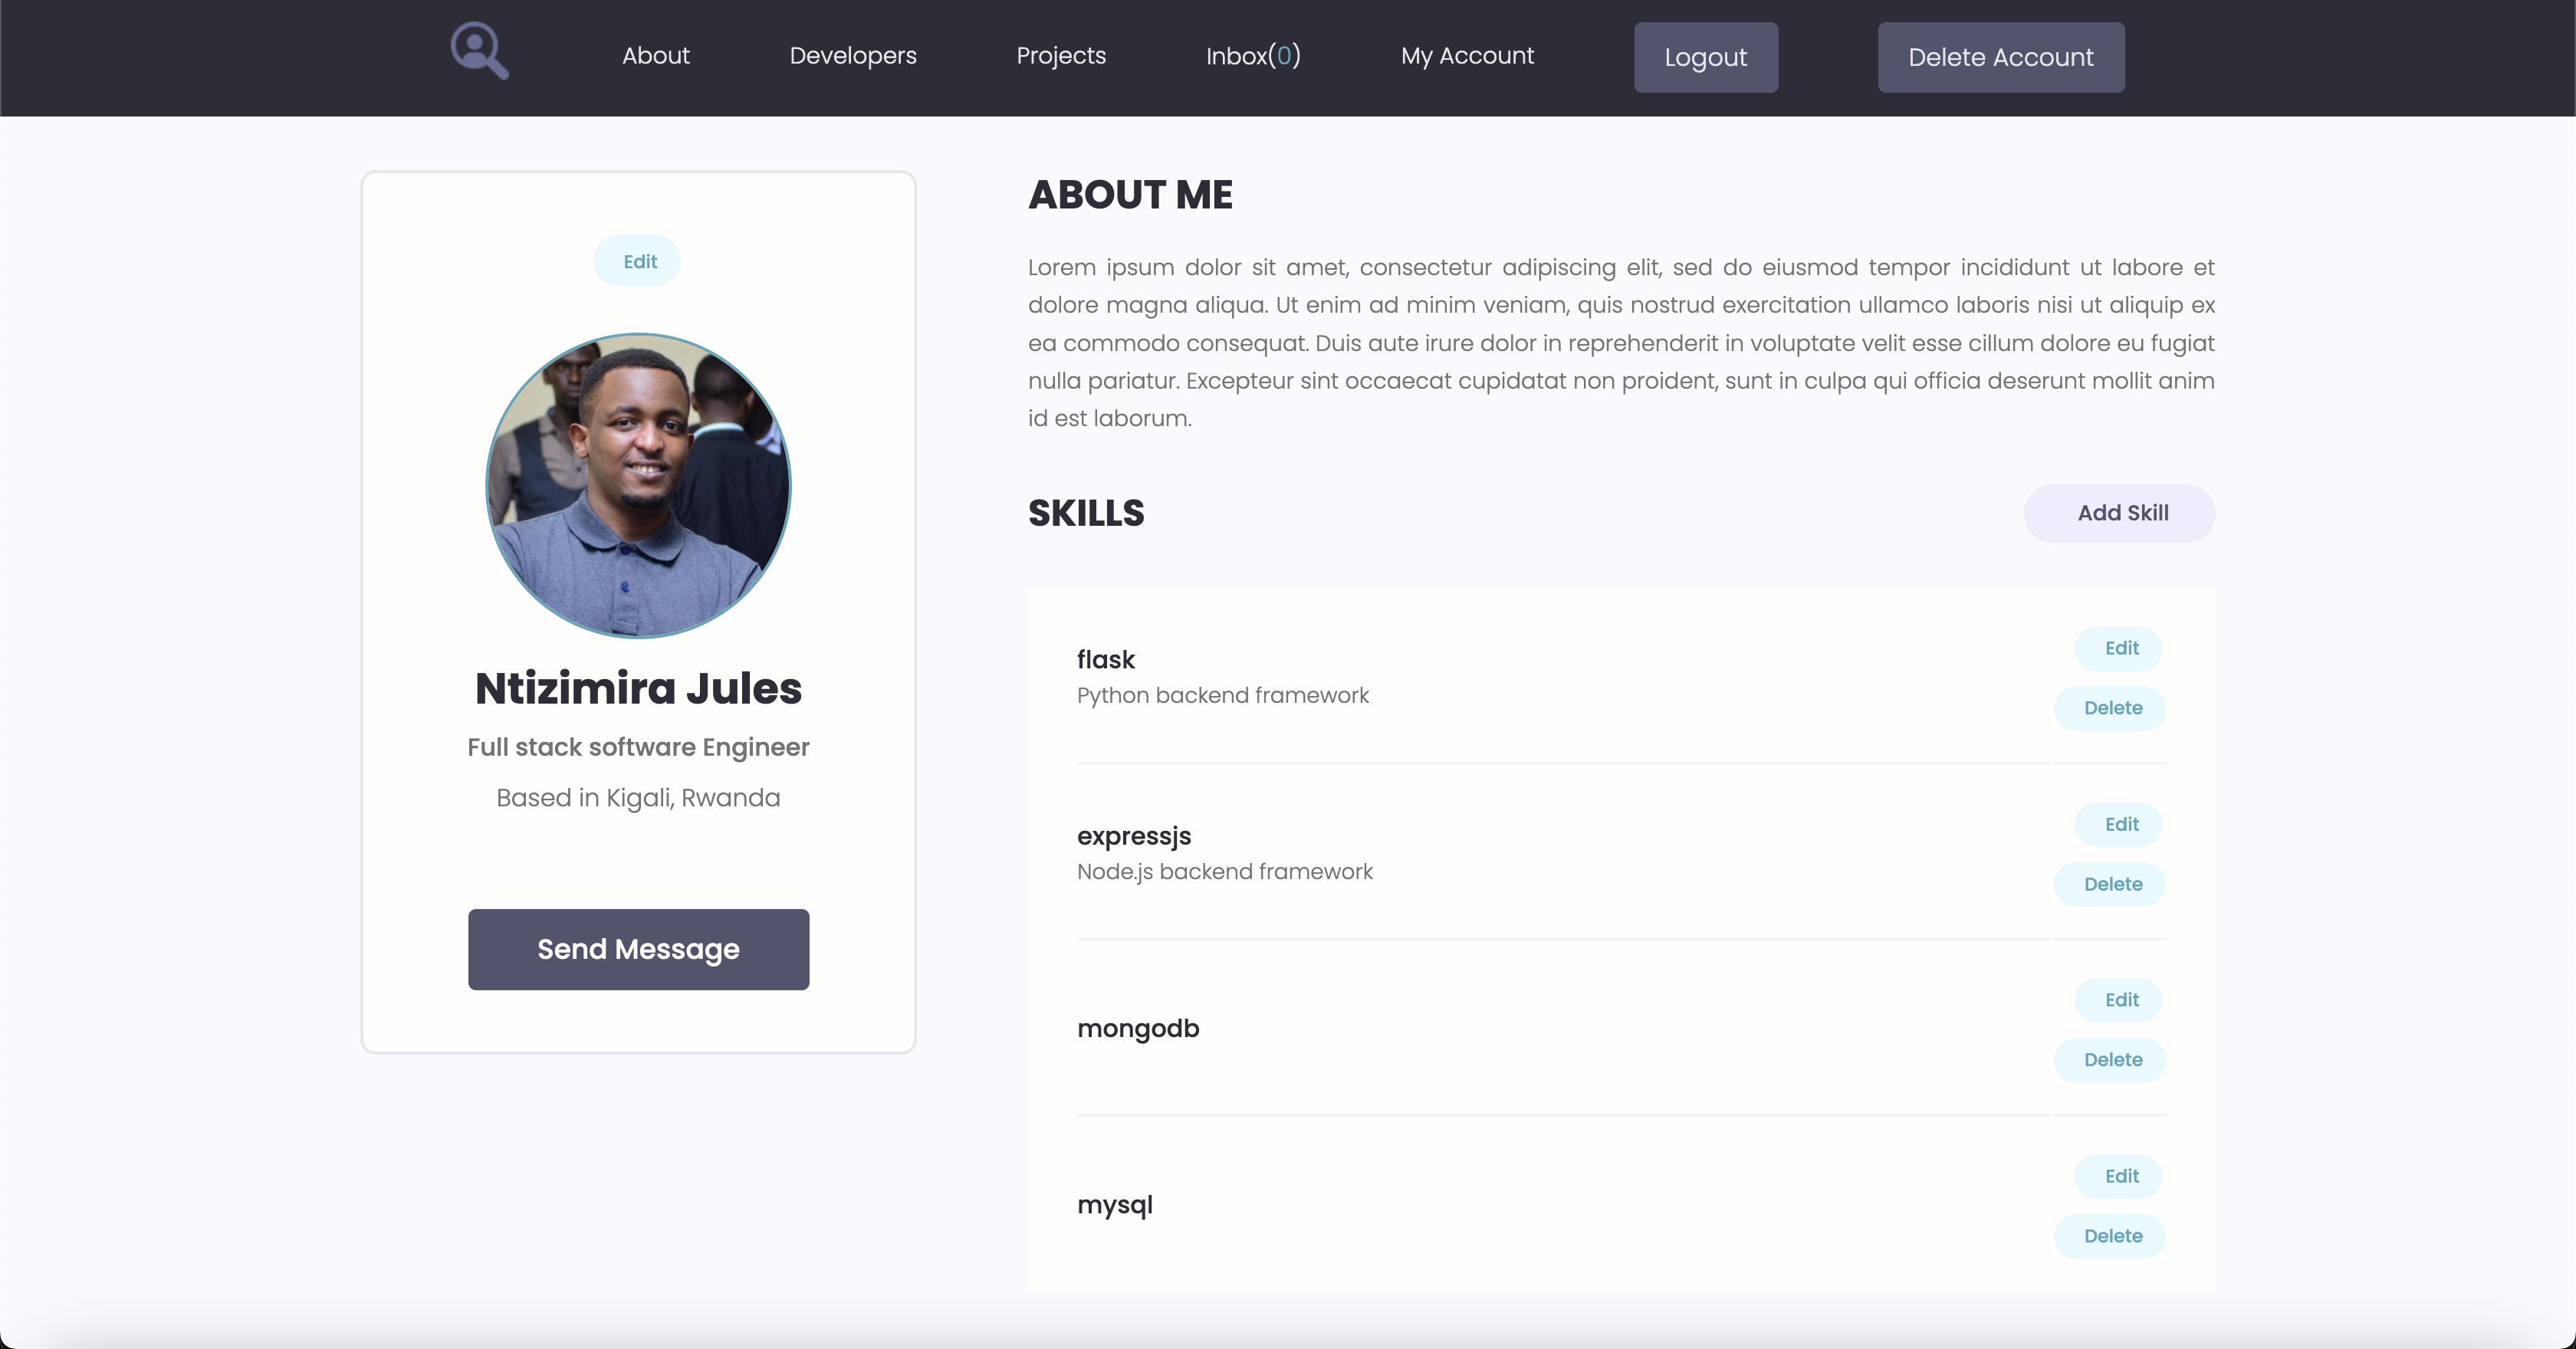 About Developers Projects Inbox(0) My Account Logout Delete Account
Edit
Ntizimira Jules
Full stack software Engineer
Based in Kigali, Rwanda
Send Message
ABOUT ME
Lorem ipsum dolor sit amet, consectetur adipiscing elit, sed do eiusmod tempor incididunt ut labore et
dolore magna aliqua. Ut enim ad minim veniam, quis nostrud exercitation ullamco laboris nisi ut aliquip ex
ea commodo consequat. Duis aute irure dolor in reprehenderit in voluptate velit esse cillum dolore eu fugiat
nulla pariatur. Excepteur sint occaecat cupidatat non proident, sunt in culpa qui officia deserunt mollit anim
id est laborum.
SKILLS
Add Skill
flask
Python backend framework
Edit
Delete
expressjs
Node.js backend framework
Edit
Delete
mongodb
Edit
Delete
mysql
Edit
Delete